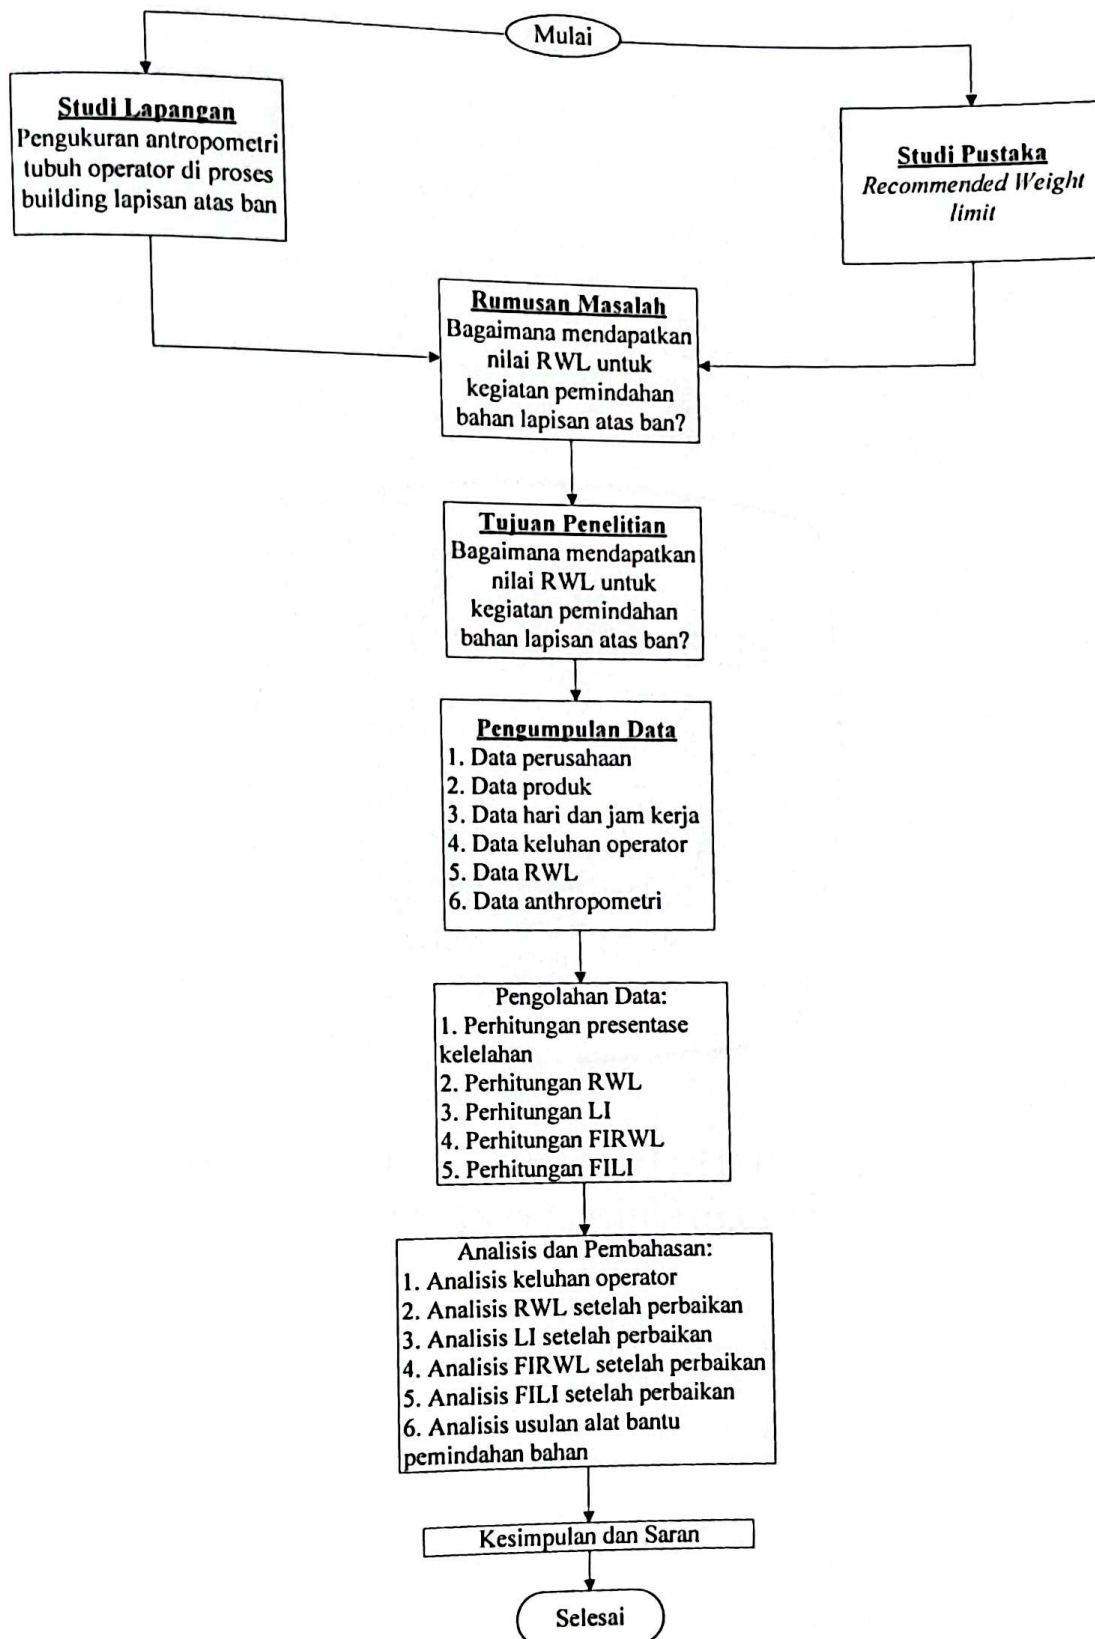 Mulai
Studi Lapangan
Pengukuran antropometri
tubuh operator di proses
building lapisan atas ban
Studi Pustaka
Recommended Weight
limit
Rumusan Masalah
Bagaimana mendapatkan
nilai RWL untuk
kegiatan pemindahan
bahan lapisan atas ban?
Tujuan Penelitian
Bagaimana mendapatkan
nilai RWL untuk
kegiatan pemindahan
bahan lapisan atas ban?
Pengumpulan Data
1. Data perusahaan
2. Data produk
3. Data hari dan jam kerja
4. Data keluhan operator
5. Data RWL
6. Data anthropometri
Pengolahan Data:
1. Perhitungan presentase
kelelahan
2. Perhitungan RWL
3. Perhitungan LI
4. Perhitungan FIRWL
5. Perhitungan FILI
Analisis dan Pembahasan:
1. Analisis keluhan operator
2. Analisis RWL setelah perbaikan
3. Analisis LI setelah perbaikan
4. Analisis FIRWL setelah perbaikan
5. Analisis FILI setelah perbaikan
6. Analisis usulan alat bantu
pemindahan bahan
Kesimpulan dan Saran
Selesai